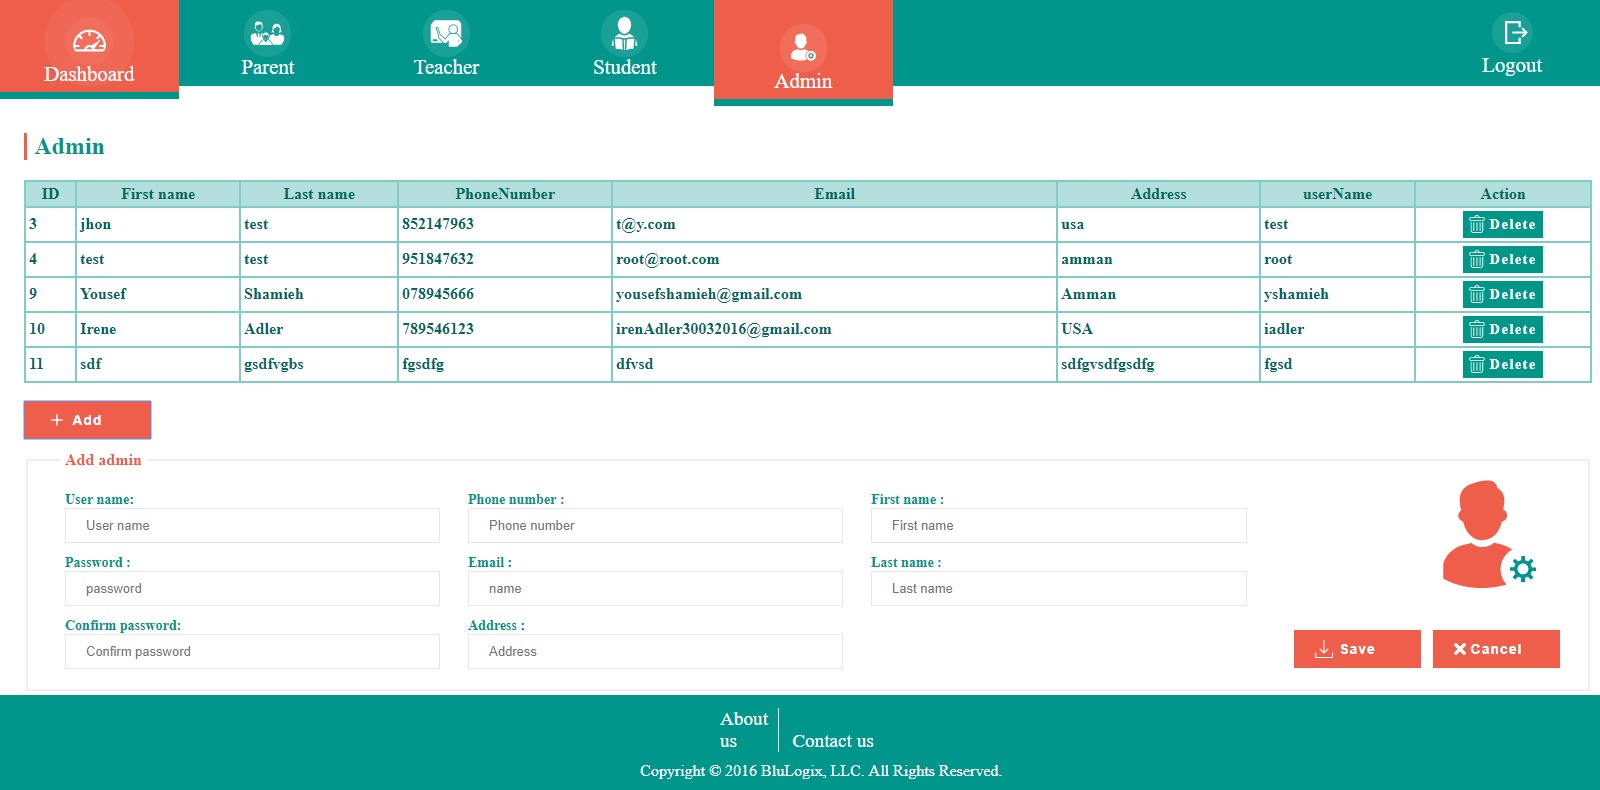 Dashboard Parent Teacher Student Admin Logout
Admin
ID First name Last name PhoneNumber Email Address userName Action
3 jhon test 852147963 t@y.com usa test Delete
4 test test 951847632 root@root.com amman root Delete
9 Yousef Shamieh 078945666 yousefshamieh@gmail.com Amman yshamieh Delete
10 Irene Adler 789546123 irenAdler30032016@gmail.com USA iadler Delete
11 sdf gsdfvgbs fgsdfg dfvsd sdfgvsdfgsdfg fgsd Delete
+ Add
Add admin
User name: Phone number : First name :
User name Phone number First name
Password : Email : Last name :
password name Last name
Confirm password: Address :
Confirm password Address
Save Cancel
About
us Contact us
Copyright © 2016 BluLogix, LLC. All Rights Reserved.